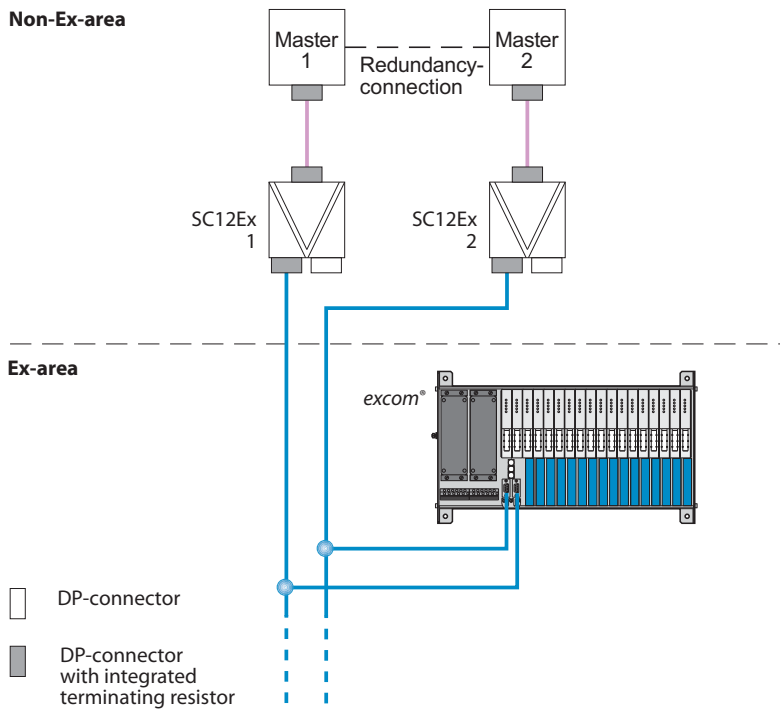 Non-Ex-area
Master
1
Master
2
Redundancy-
connection
SC12Ex
1
SC12Ex
2
Ex-area
excom®
DP-connector
DP-connector
with integrated
terminating resistor